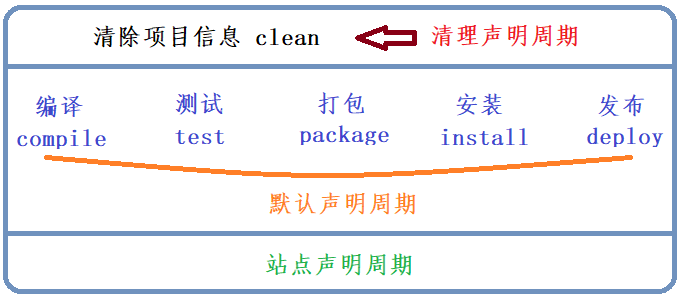 清除项目信息 clean 清理声明周期
编译 测试 打包 安装 发布
compile test package install deploy
默认声明周期
站点声明周期